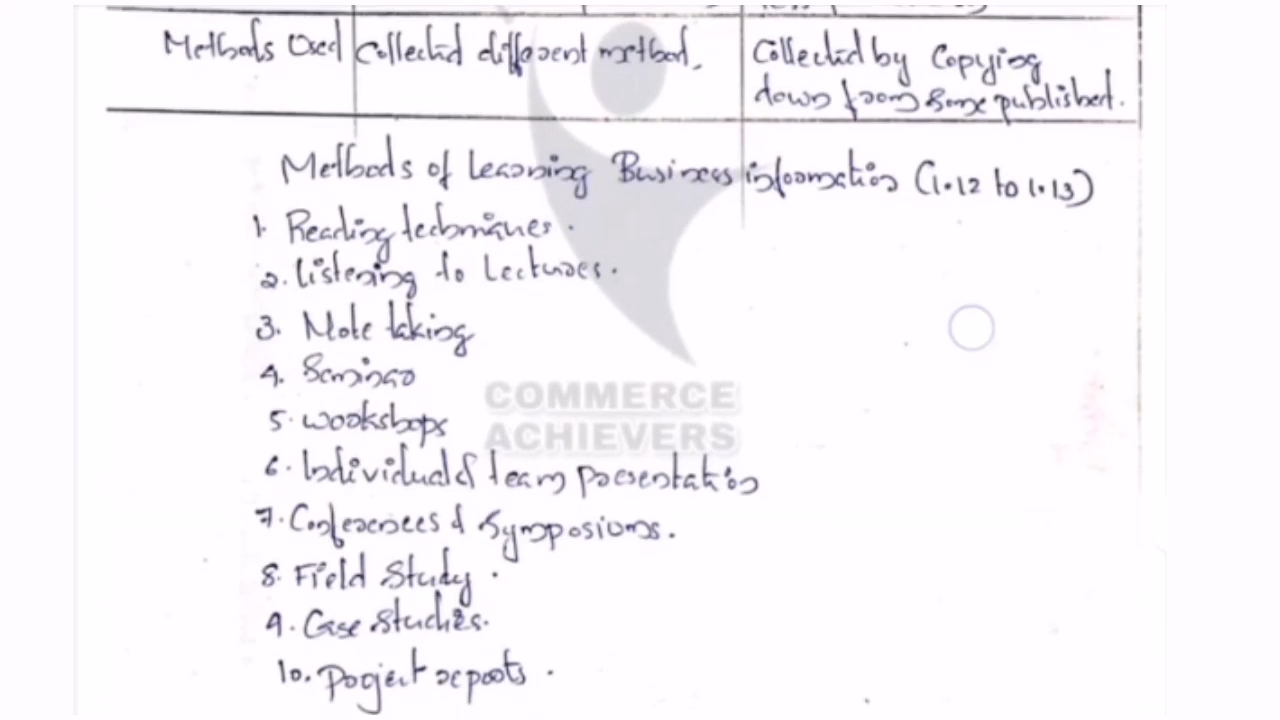 Methods Used Collected different method. Collected by Copying
down from some published.
Methods of Learning Business information (1.12 to 1.13)
1. Reading techniques.
2. Listening to Lectures.
3. Note taking
4. Seminar
5. Workshops
6. Individual & team presentation
7. Conferences & Symposiums.
8. Field Study.
9. Case Studies.
10. Project reports.
COMMERCE
ACHIEVERS